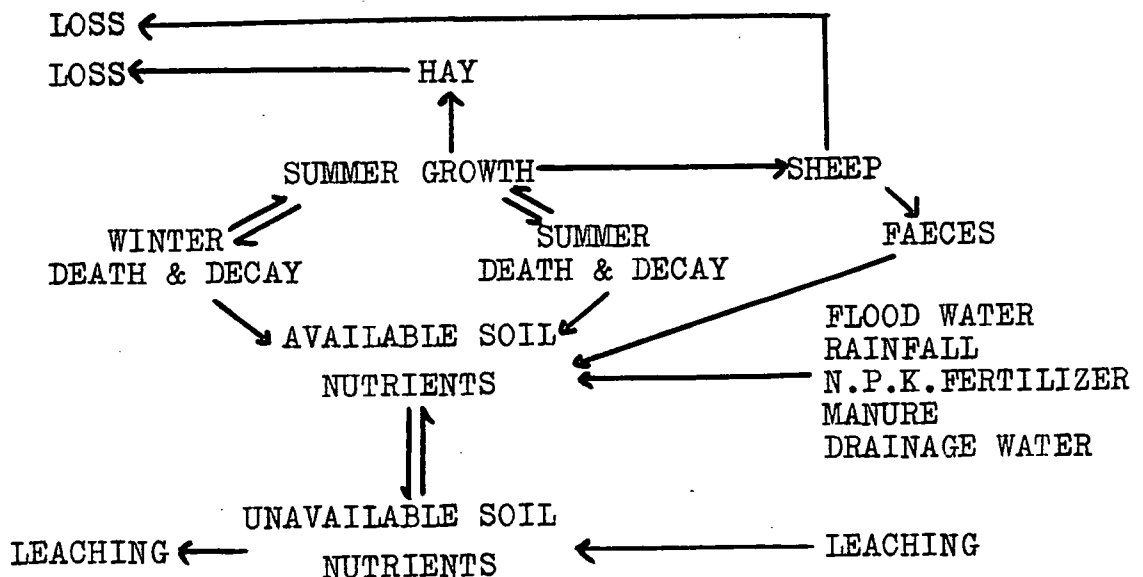 LOSS
LOSS
HAY
SUMMER GROWTH
SHEEP
WINTER
DEATH & DECAY
SUMMER
DEATH & DECAY
FAECES
AVAILABLE SOIL
NUTRIENTS
FLOOD WATER
RAINFALL
N.P.K.FERTILIZER
MANURE
DRAINAGE WATER
UNAVAILABLE SOIL
NUTRIENTS
LEACHING
LEACHING